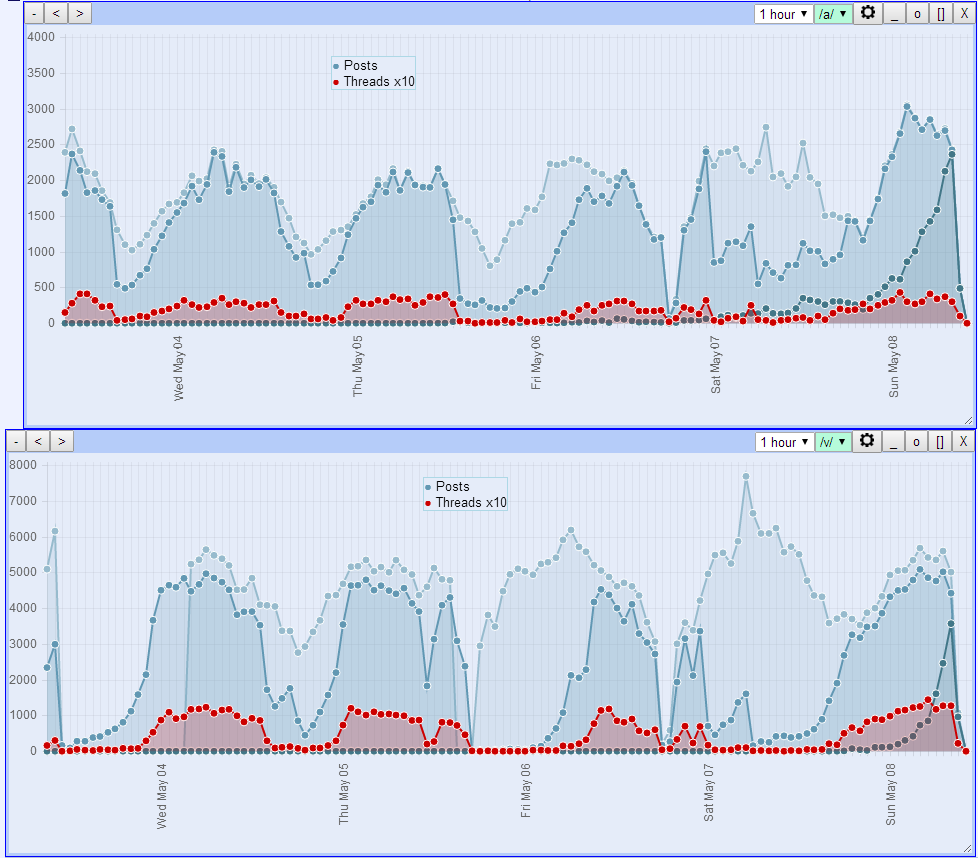 - < > 1 hour ▼ /a/ ▼ _ o [] X
4000
3500
3000
2500
2000
1500
1000
500
0
Posts
Threads x10
Wed May 04
Thu May 05
Fri May 06
Sat May 07
Sun May 08
- < > 1 hour ▼ /v/ ▼ _ o [] X
8000
7000
6000
5000
4000
3000
2000
1000
0
Posts
Threads x10
Wed May 04
Thu May 05
Fri May 06
Sat May 07
Sun May 08